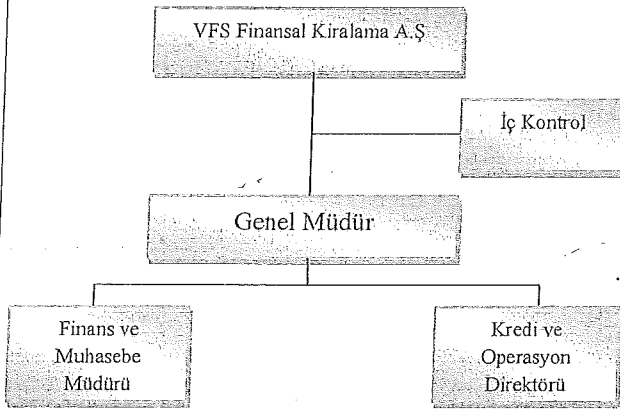 VFS Finansal Kiralama A.Ş
İç Kontrol
Genel Müdür
Finans ve
Muhasebe
Müdürü
Kredi ve
Operasyon
Direktörü